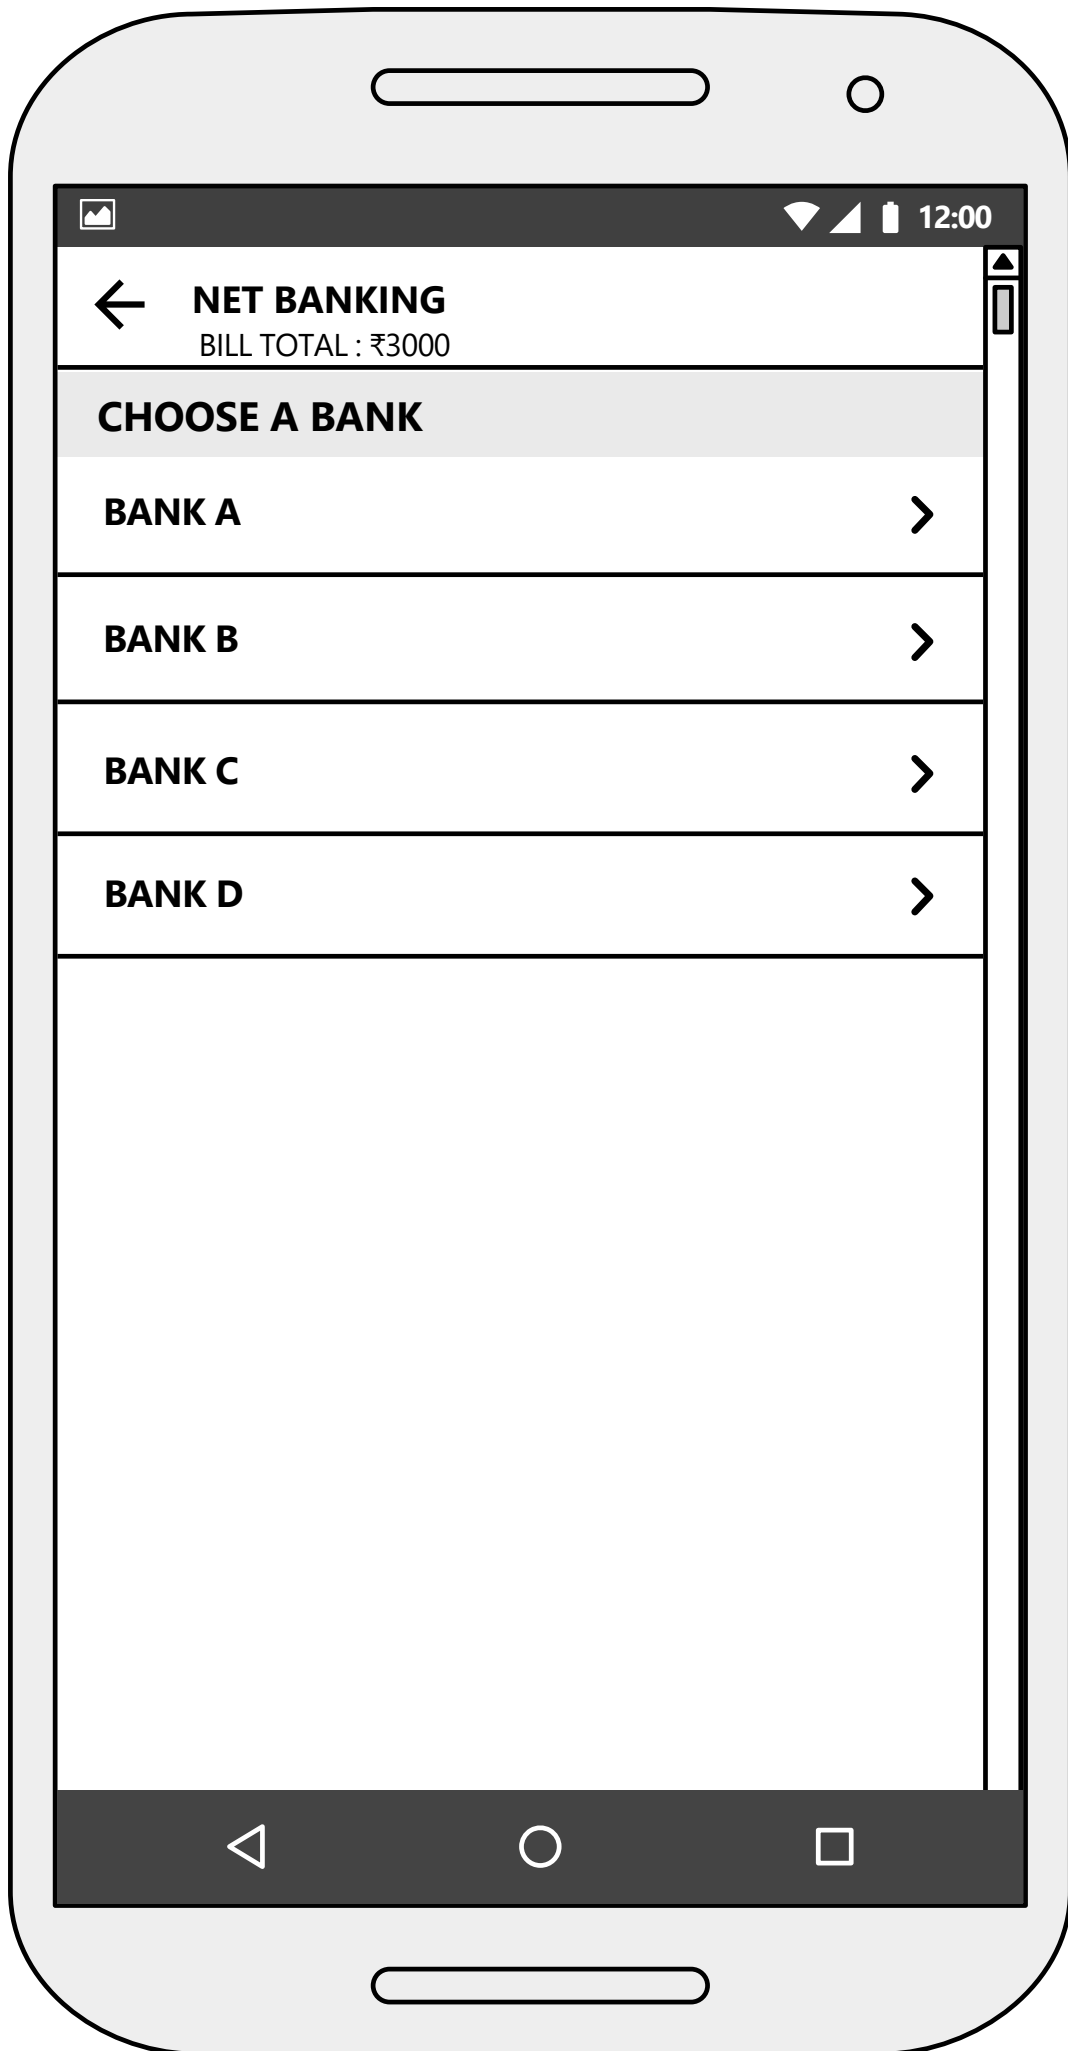 12:00
NET BANKING
BILL TOTAL : ₹3000
CHOOSE A BANK
BANK A
BANK B
BANK C
BANK D